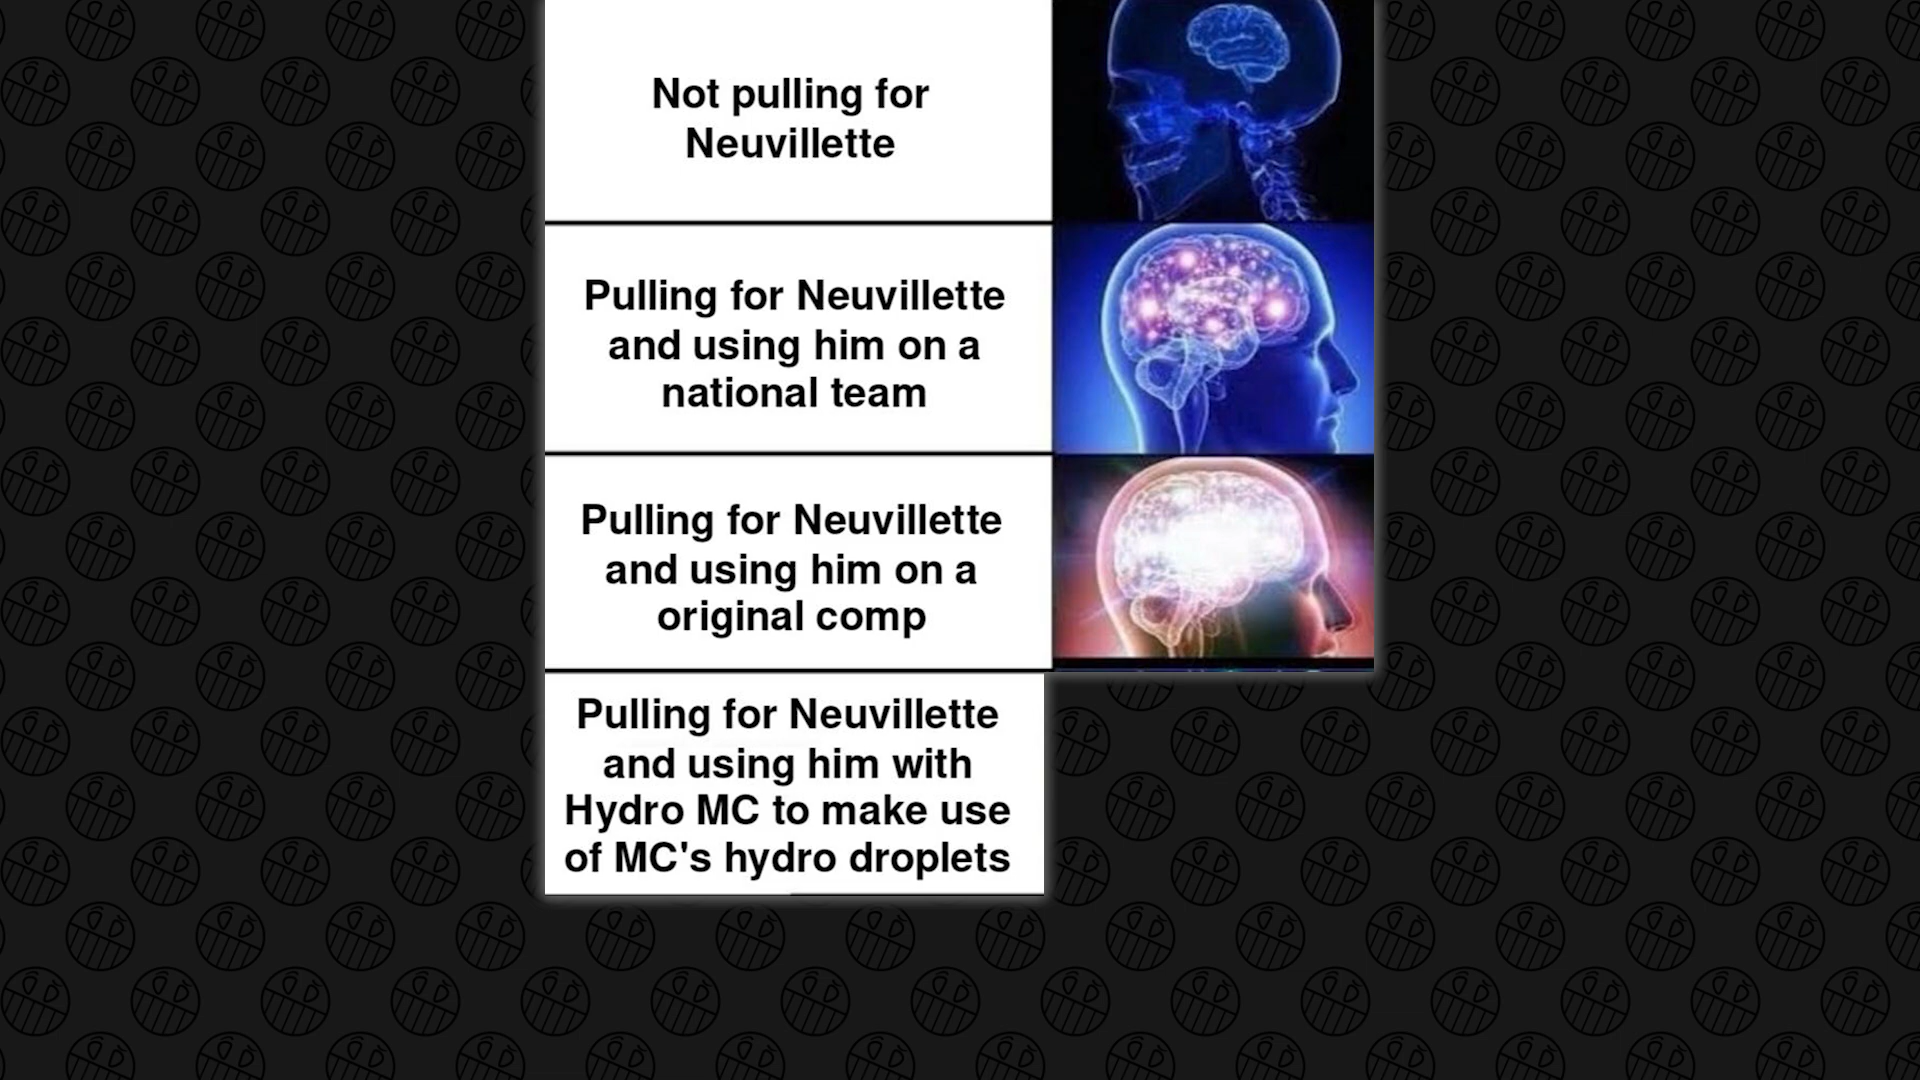 Not pulling for
Neuvillette
Pulling for Neuvillette
and using him on a
national team
Pulling for Neuvillette
and using him on a
original comp
Pulling for Neuvillette
and using him with
Hydro MC to make use
of MC's hydro droplets